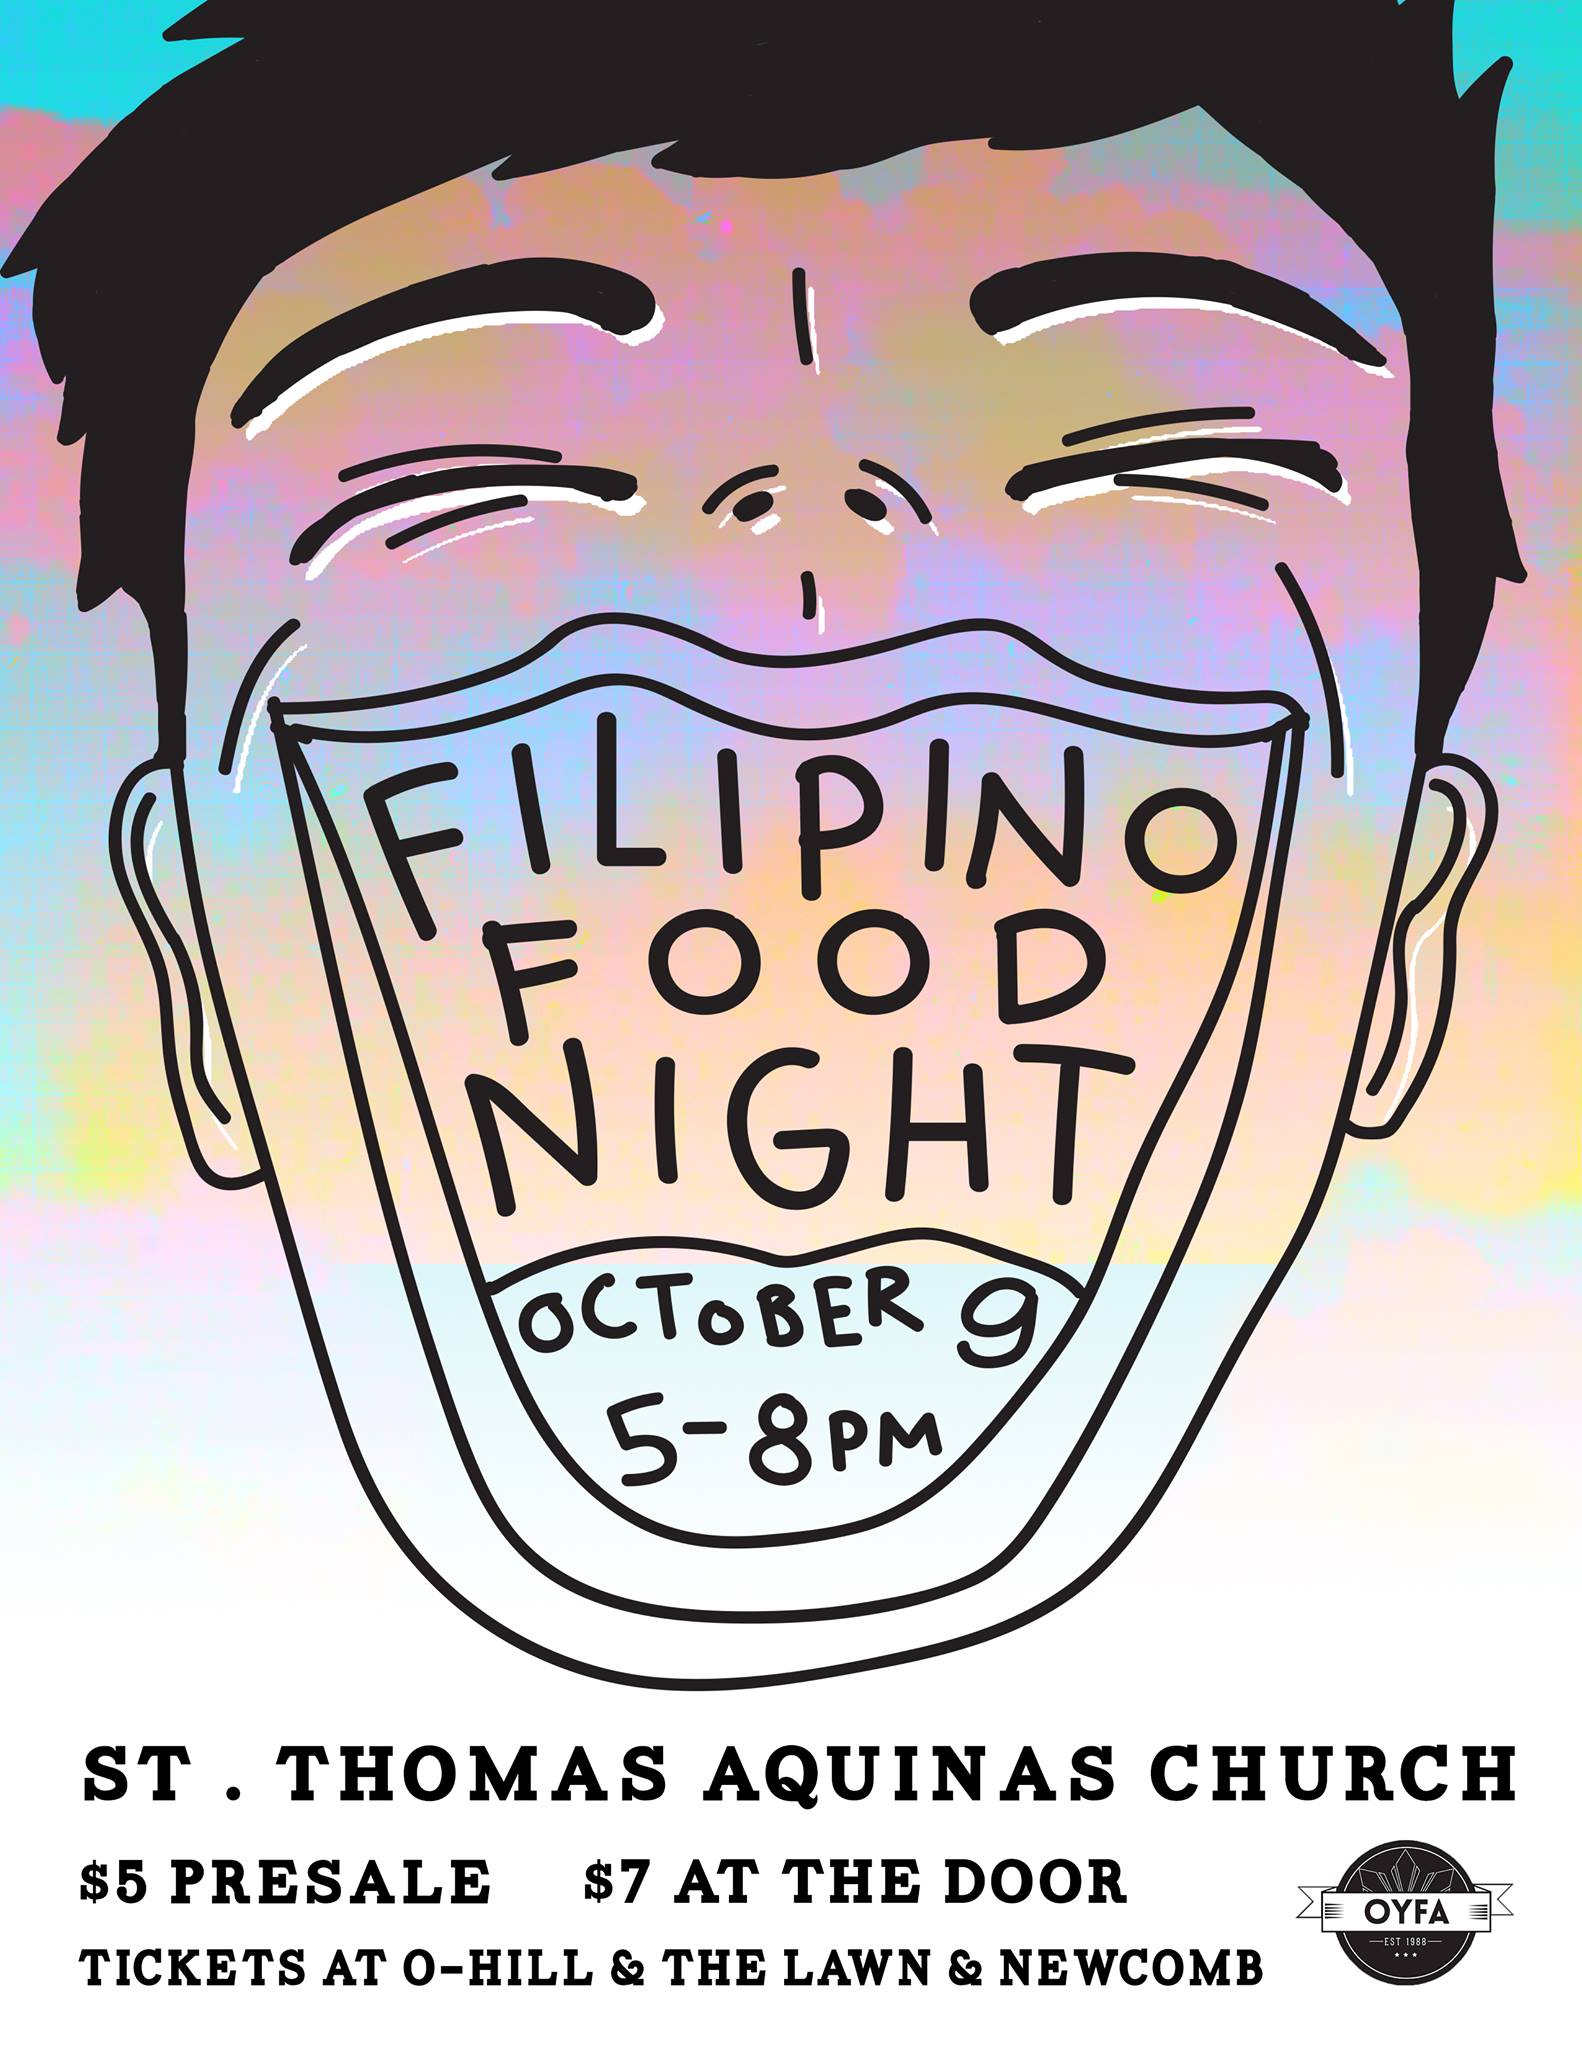 FILIPINO
FOOD
NIGHT
OCTOBER 9
5-8PM
ST . THOMAS AQUINAS CHURCH
$5 PRESALE $7 AT THE DOOR
TICKETS AT O-HILL & THE LAWN & NEWCOMB
OYFA
EST 1988